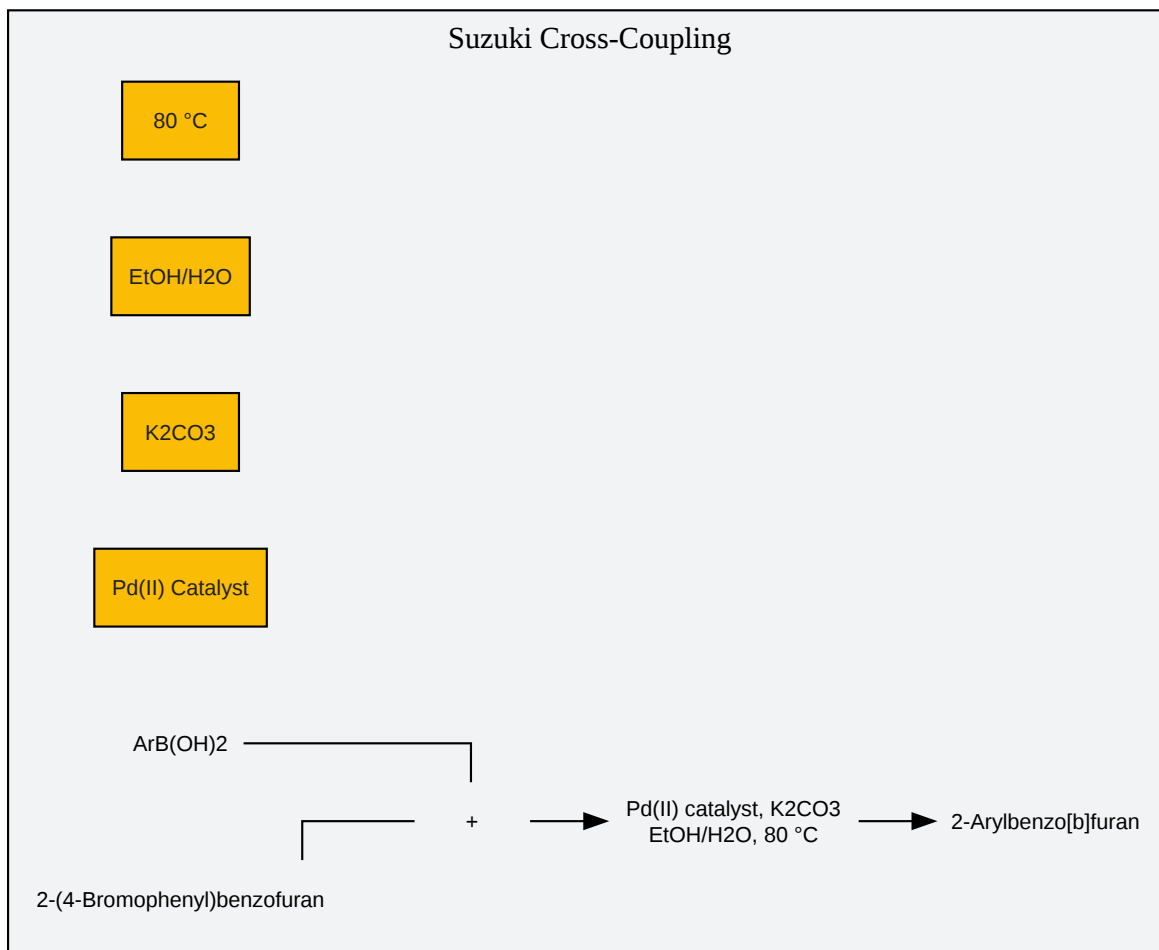 Suzuki Cross-Coupling
80 °C
EtOH/H2O
K2CO3
Pd(II) Catalyst
ArB(OH)2
+
Pd(II) catalyst, K2CO3
EtOH/H2O, 80 °C
2-Arylbenzo[b]furan
2-(4-Bromophenyl)benzofuran